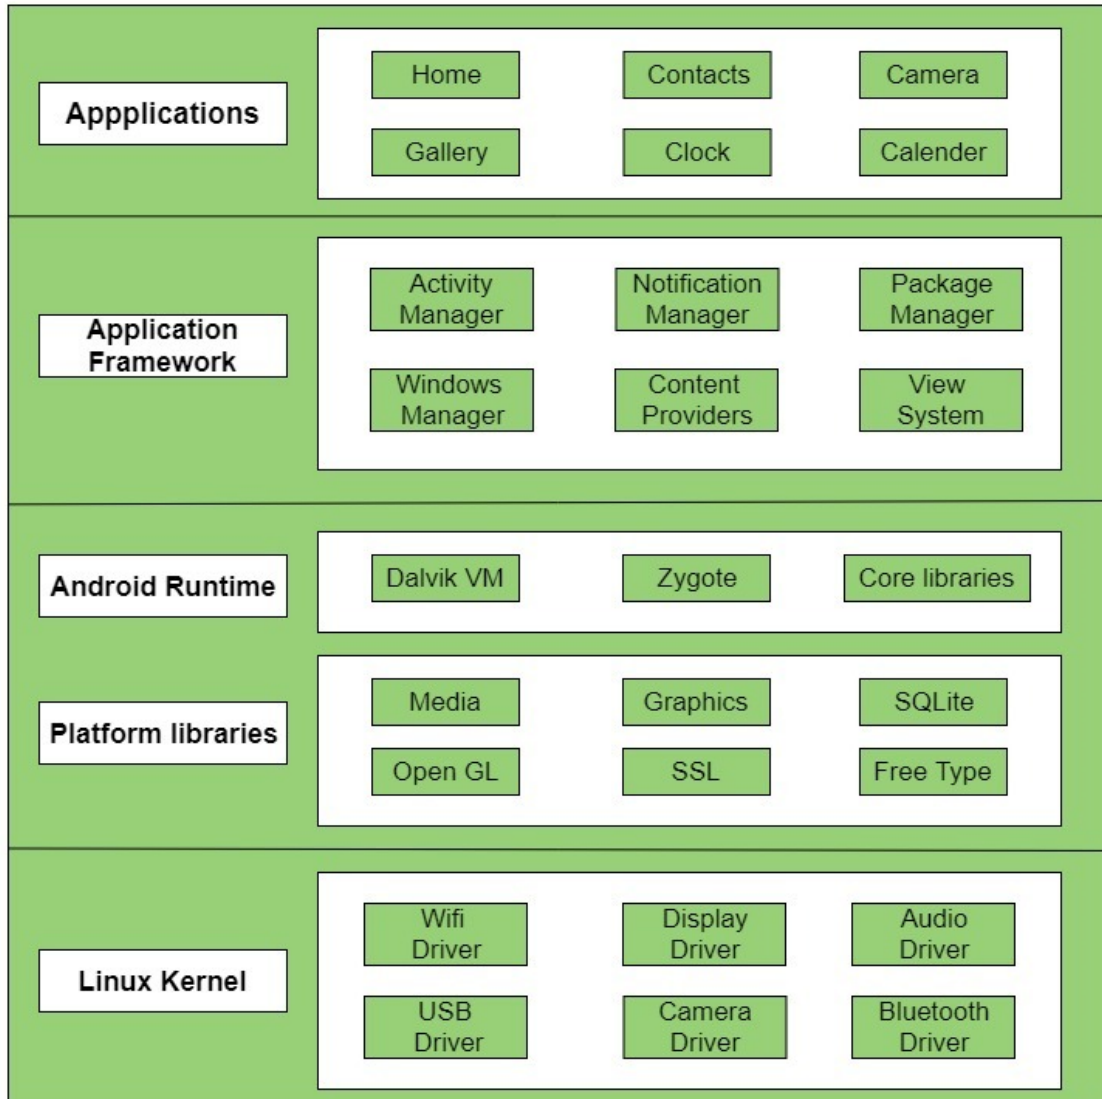 Appplications
Home
Contacts
Camera
Gallery
Clock
Calender
Application
Framework
Activity
Manager
Notification
Manager
Package
Manager
Windows
Manager
Content
Providers
View
System
Android Runtime
Dalvik VM
Zygote
Core libraries
Platform libraries
Media
Graphics
SQLite
Open GL
SSL
Free Type
Linux Kernel
Wifi
Driver
Display
Driver
Audio
Driver
USB
Driver
Camera
Driver
Bluetooth
Driver